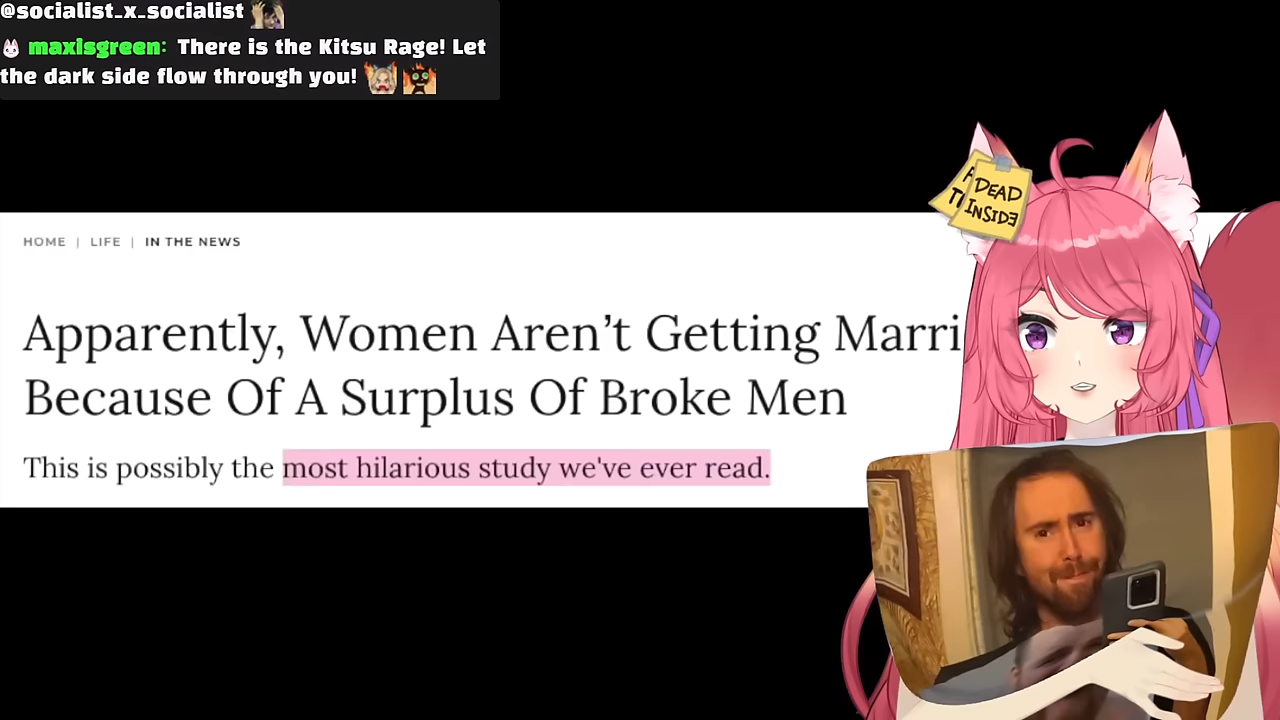 @socialist_x_socialist
maxisgreen: There is the Kitsu Rage! Let
the dark side flow through you!
HOME | LIFE | IN THE NEWS
Apparently, Women Aren’t Getting Marri
Because Of A Surplus Of Broke Men
This is possibly the most hilarious study we've ever read.
DEAD
INSIDE